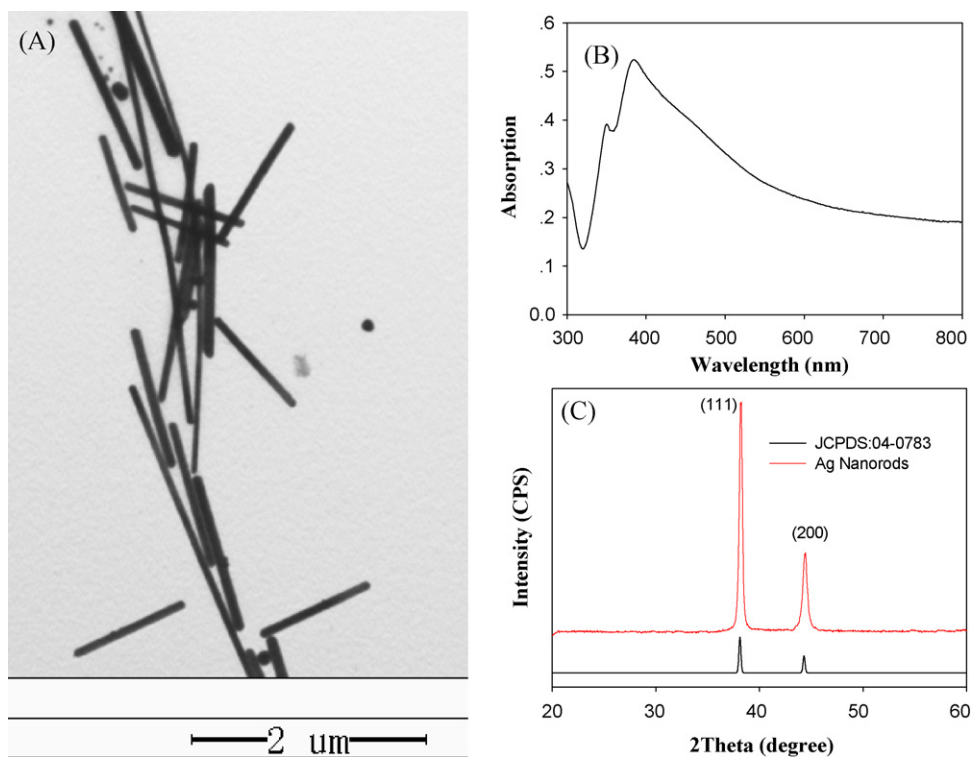 (A)
2 um
(B)
Absorption
.6
.5
.4
.3
.2
.1
0.0
300 400 500 600 700 800
Wavelength (nm)
(C)
Intensity (CPS)
(111)
(200)
JCPDS:04-0783
Ag Nanorods
20 30 40 50 60
2Theta (degree)